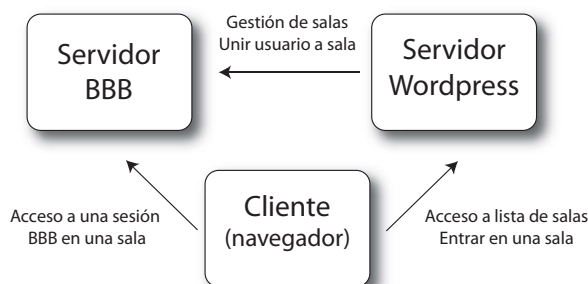 Servidor
BBB
Gestión de salas
Unir usuario a sala
Servidor
Wordpress
Cliente
(navegador)
Acceso a una sesión
BBB en una sala
Acceso a lista de salas
Entrar en una sala